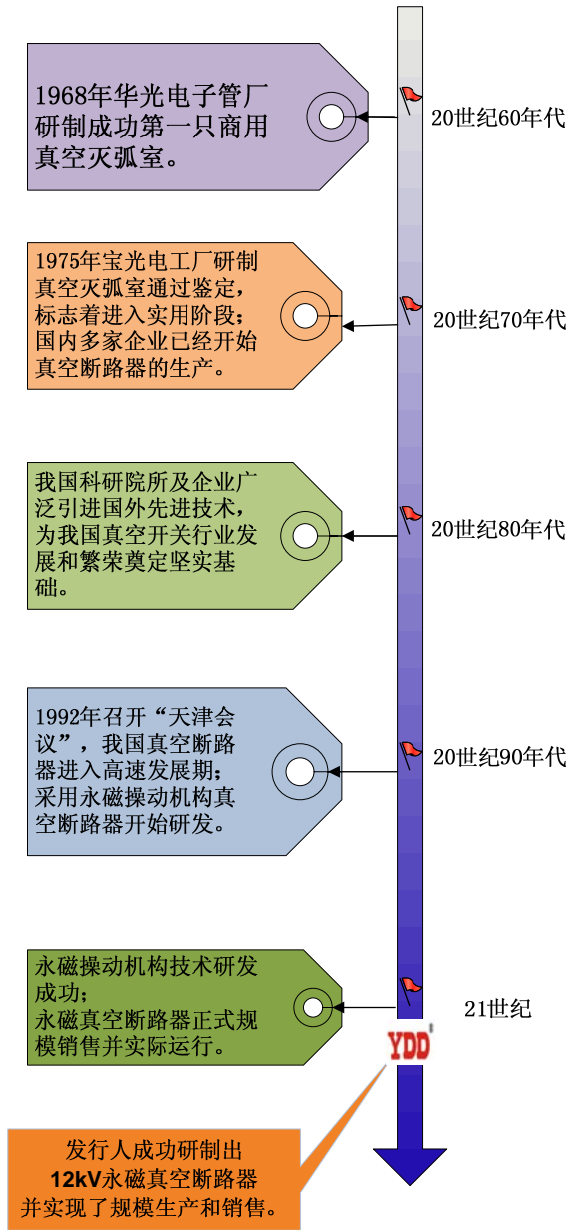 1968年华光电子管厂
研制成功第一只商用
真空灭弧室。
20世纪60年代
1975年宝光电工厂研制
真空灭弧室通过鉴定，
标志着进入实用阶段；
国内多家企业已经开始
真空断路器的生产。
20世纪70年代
我国科研院所及企业广
泛引进国外先进技术，
为我国真空开关行业发
展和繁荣奠定坚实基
础。
20世纪80年代
1992年召开“天津会
议”，我国真空断路
器进入高速发展期；
采用永磁操动机构真
空断路器开始研发。
20世纪90年代
永磁操动机构技术研发
成功；
永磁真空断路器正式规
模销售并实际运行。
21世纪
YDD
发行人成功研制出
12kV永磁真空断路器
并实现了规模生产和销售。